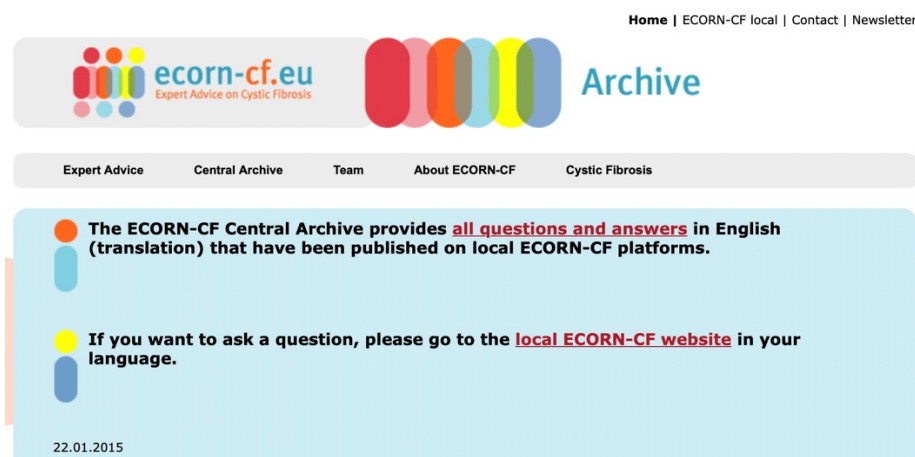 Home | ECORN-CF local | Contact | Newsletter
ecorn-cf.eu
Expert Advice on Cystic Fibrosis
Archive
Expert Advice Central Archive Team About ECORN-CF Cystic Fibrosis
The ECORN-CF Central Archive provides all questions and answers in English
(translation) that have been published on local ECORN-CF platforms.
If you want to ask a question, please go to the local ECORN-CF website in your
language.
22.01.2015